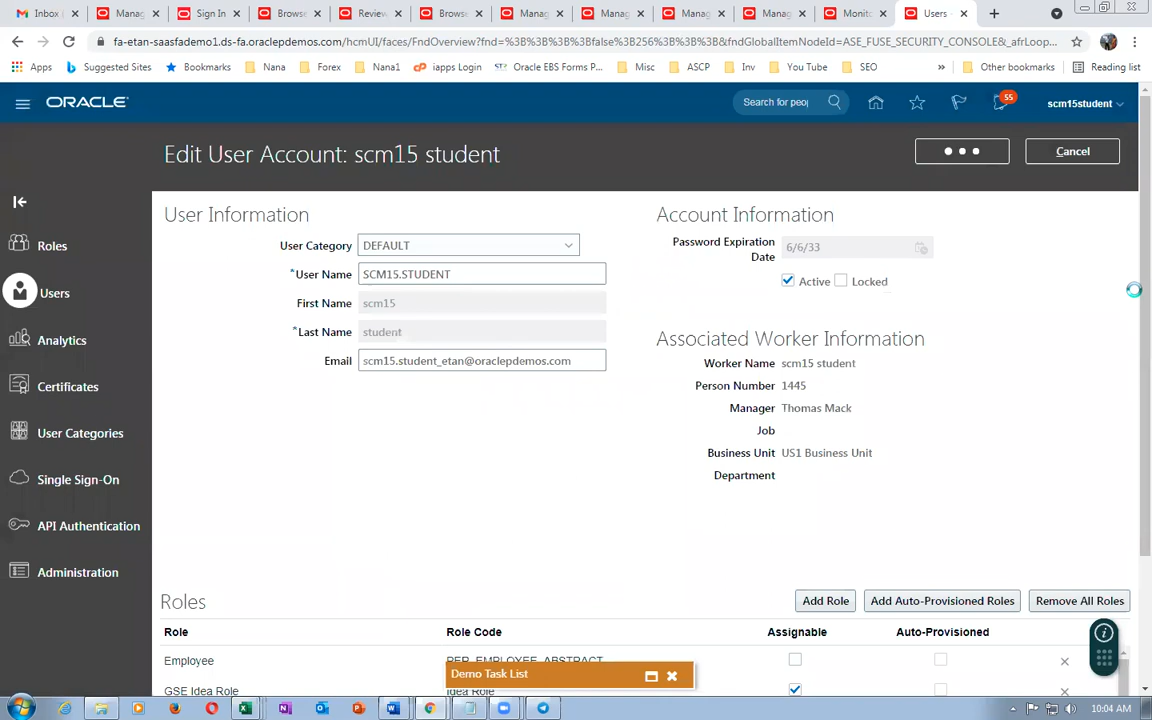 Inbox (
Manag
Sign In
Browse
Review
Browse
Manag
Manag
Manag
Manag
Monito
Users
fa-etan-saasfademo1.ds-fa.oraclepdemos.com/hcmUI/faces/FndOverview?fnd=%3B%3B%3B%3Bfalse%3B256%3B%3B%3B&fndGlobalItemNodeId=ASE_FUSE_SECURITY_CONSOLE&_afrLoop...
Apps
Suggested Sites
Bookmarks
Nana
Forex
Nana1
iapps Login
Oracle EBS Forms P...
Misc
ASCP
Inv
You Tube
SEO
»
Other bookmarks
Reading list
ORACLE
Search for peop
55
scm15student
Edit User Account: scm15 student
Cancel
Roles
Users
Analytics
Certificates
User Categories
Single Sign-On
API Authentication
Administration
User Information
User Category DEFAULT
*User Name SCM15.STUDENT
First Name scm15
*Last Name student
Email scm15.student_etan@oraclepdemos.com
Account Information
Password Expiration Date 6/6/33
Active Locked
Associated Worker Information
Worker Name scm15 student
Person Number 1445
Manager Thomas Mack
Job
Business Unit US1 Business Unit
Department
Roles
Add Role
Add Auto-Provisioned Roles
Remove All Roles
Role Role Code Assignable Auto-Provisioned
Employee PER_EMPLOYEE_ABSTRACT
GSE Idea Role Idea Role
Demo Task List
10:04 AM